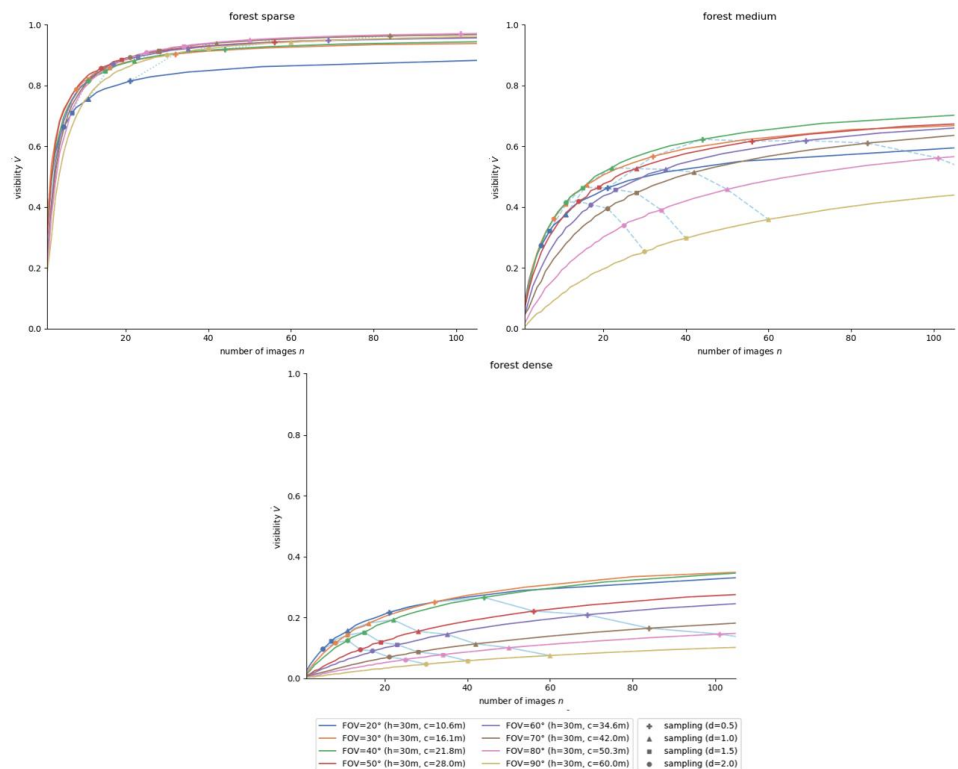 forest sparse
1.0
0.8
0.6
0.4
0.2
0.0
visibility V̇
20
40
60
80
100
number of images n
forest medium
1.0
0.8
0.6
0.4
0.2
0.0
visibility V̇
20
40
60
80
100
number of images n
forest dense
1.0
0.8
0.6
0.4
0.2
0.0
visibility V̇
20
40
60
80
100
number of images n
FOV=20° (h=30m, c=10.6m)
FOV=30° (h=30m, c=16.1m)
FOV=40° (h=30m, c=21.8m)
FOV=50° (h=30m, c=28.0m)
FOV=60° (h=30m, c=34.6m)
FOV=70° (h=30m, c=42.0m)
FOV=80° (h=30m, c=50.3m)
FOV=90° (h=30m, c=60.0m)
sampling (d=0.5)
sampling (d=1.0)
sampling (d=1.5)
sampling (d=2.0)